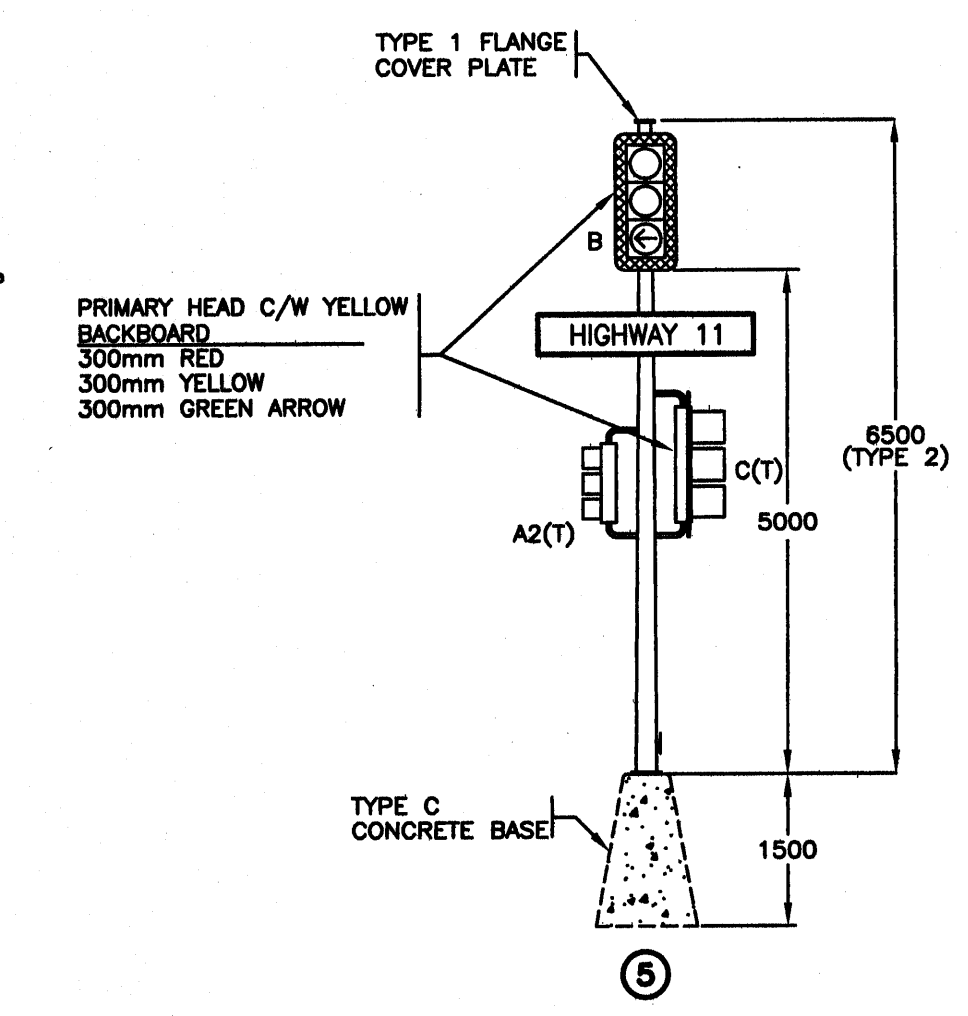 TYPE 1 FLANGE
COVER PLATE
B
PRIMARY HEAD C/W YELLOW
BACKBOARD
300mm RED
300mm YELLOW
300mm GREEN ARROW
HIGHWAY 11
6500
(TYPE 2)
C(T)
5000
A2(T)
TYPE C
CONCRETE BASE
1500
5